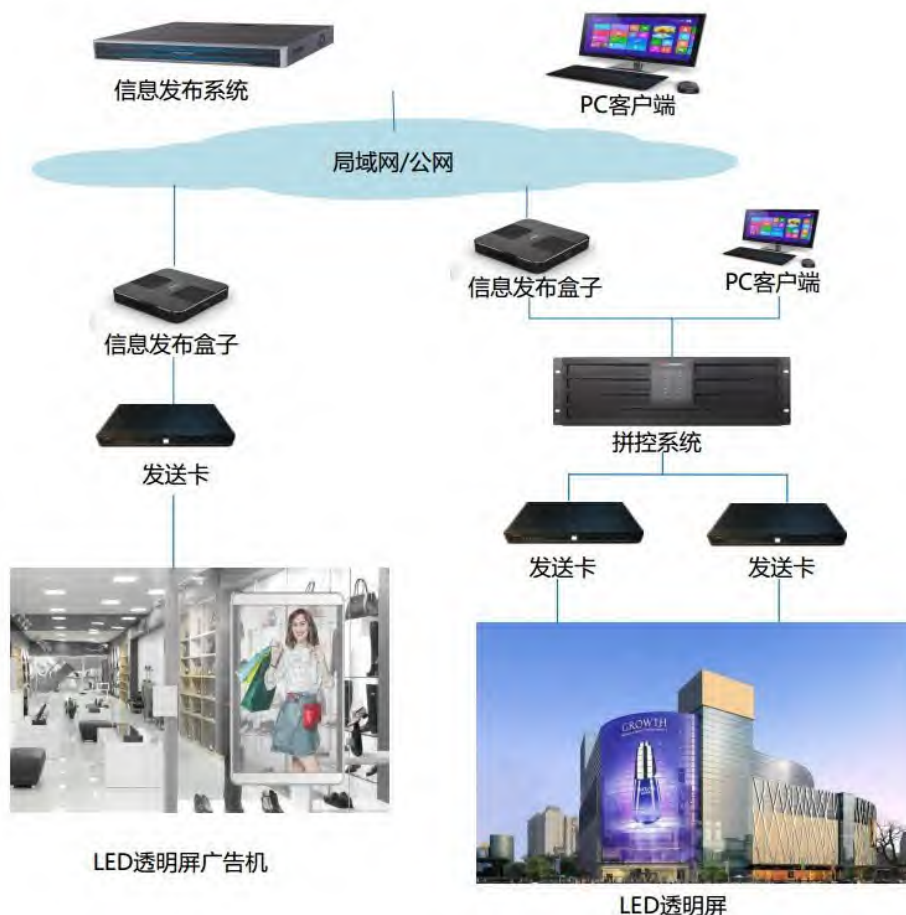 信息发布系统
PC客户端
局域网/公网
信息发布盒子
PC客户端
信息发布盒子
拼控系统
发送卡
发送卡
发送卡
GROWTH
LED透明屏广告机
LED透明屏